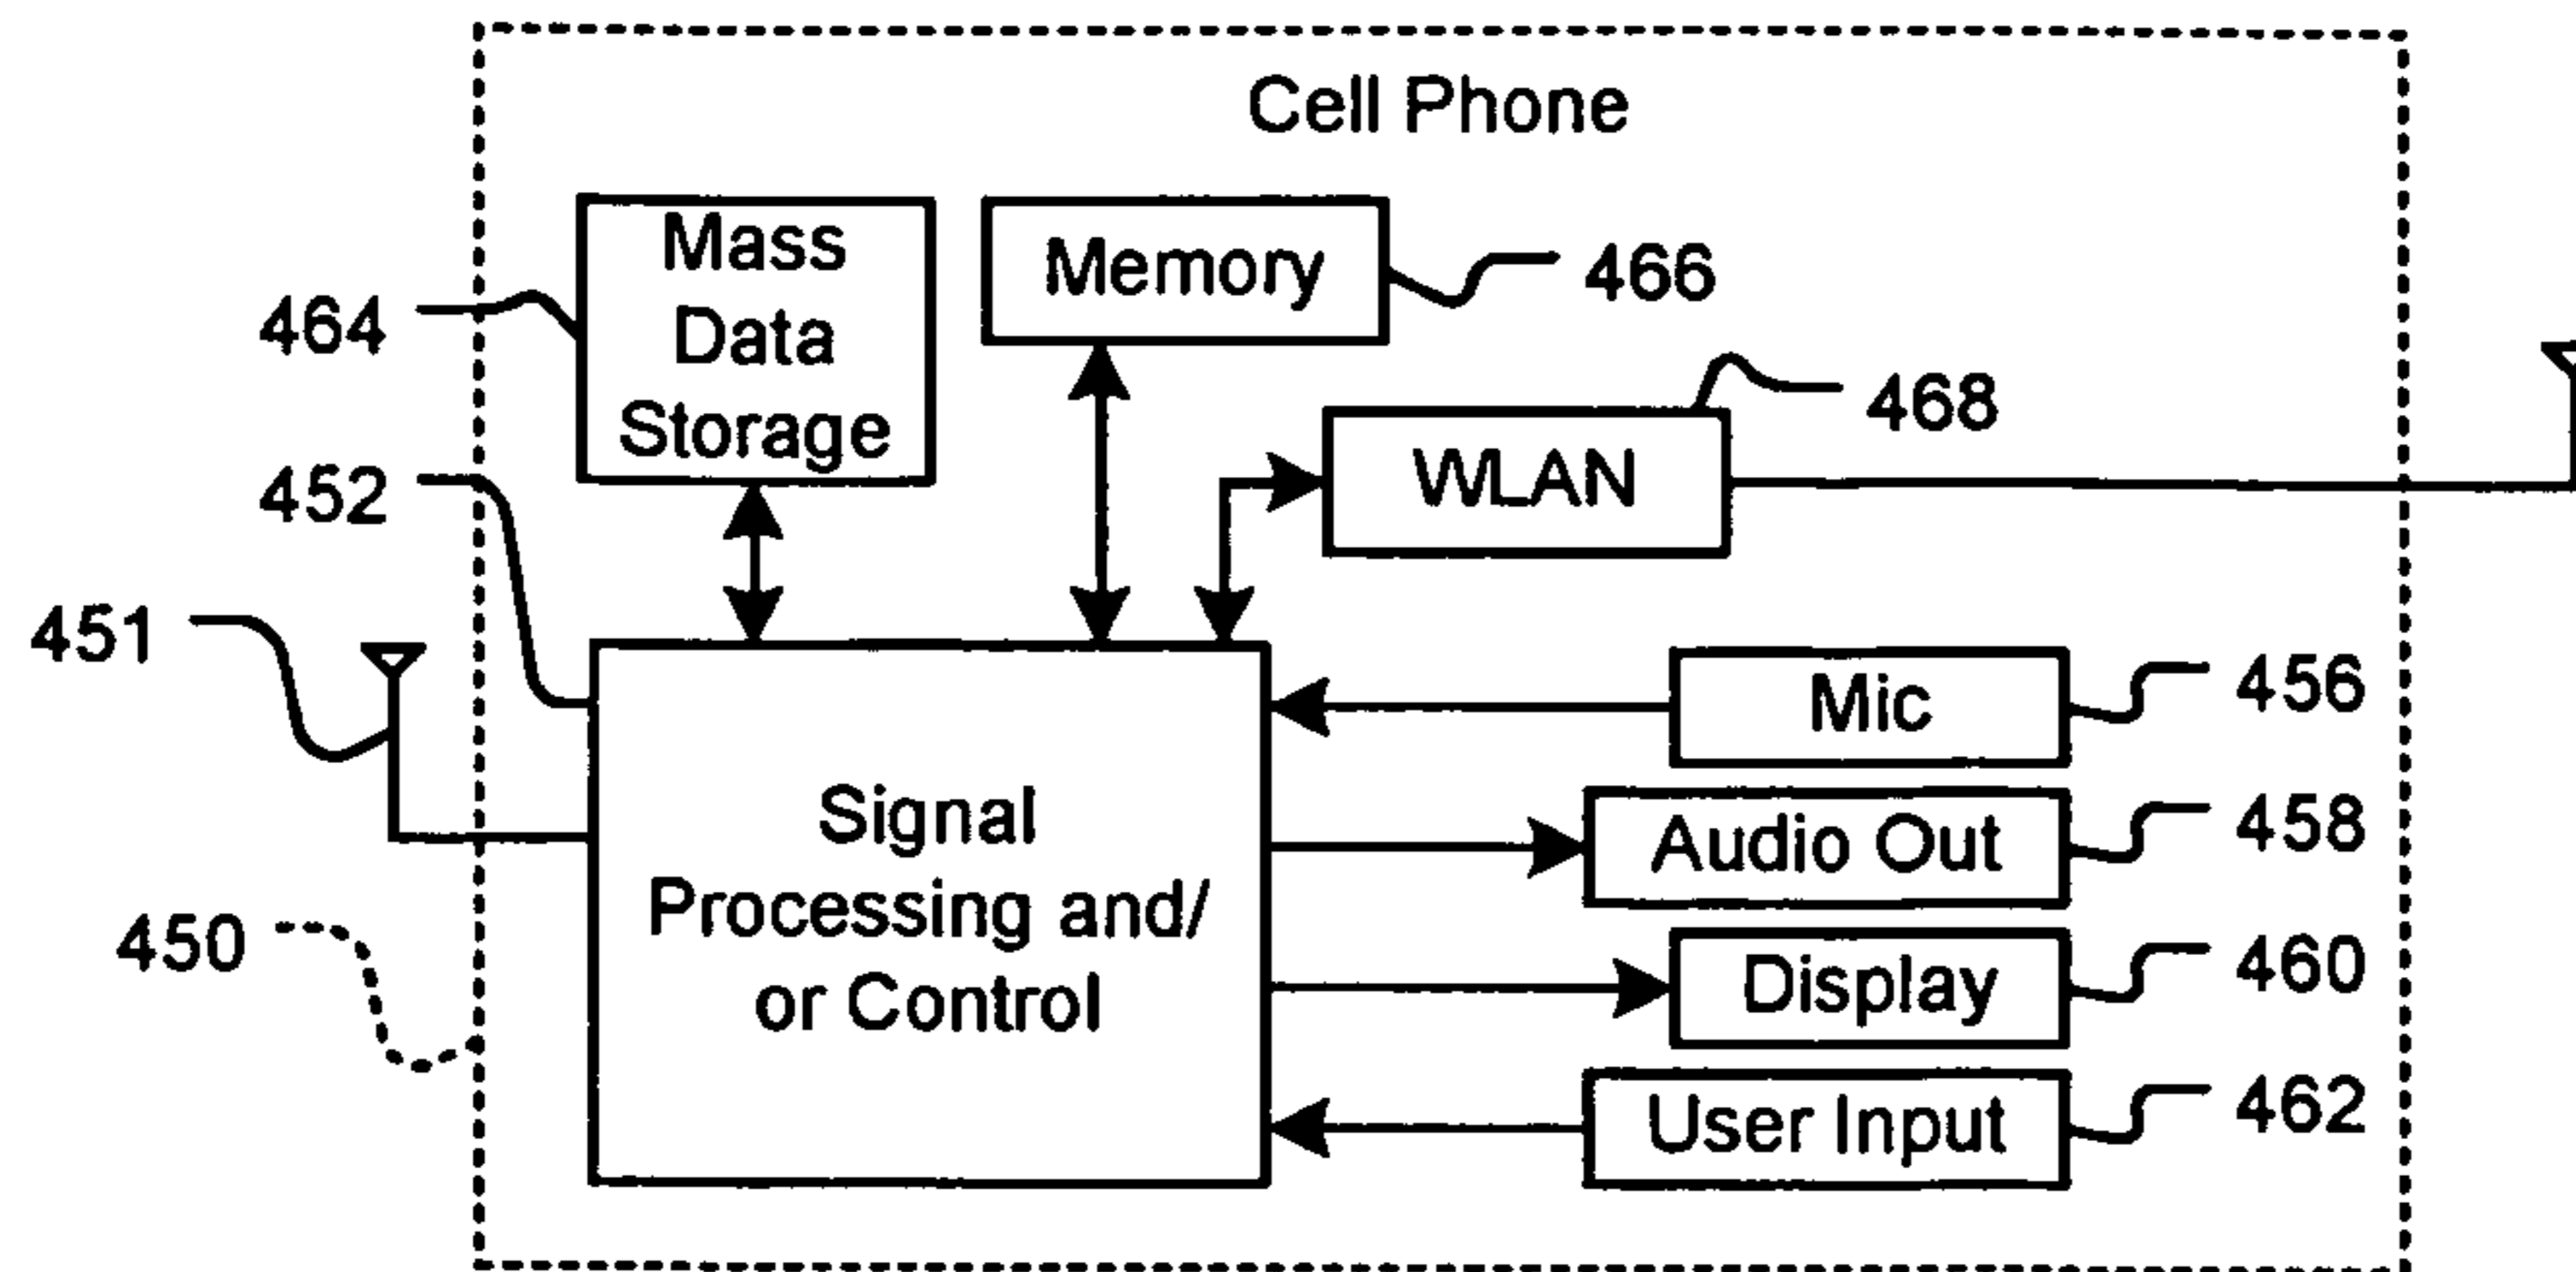 Cell Phone
Mass
Data
Storage
Memory
466
464
WLAN
468
452
451
Mic
456
Signal
Processing and/
or Control
Audio Out
458
450
Display
460
User Input
462